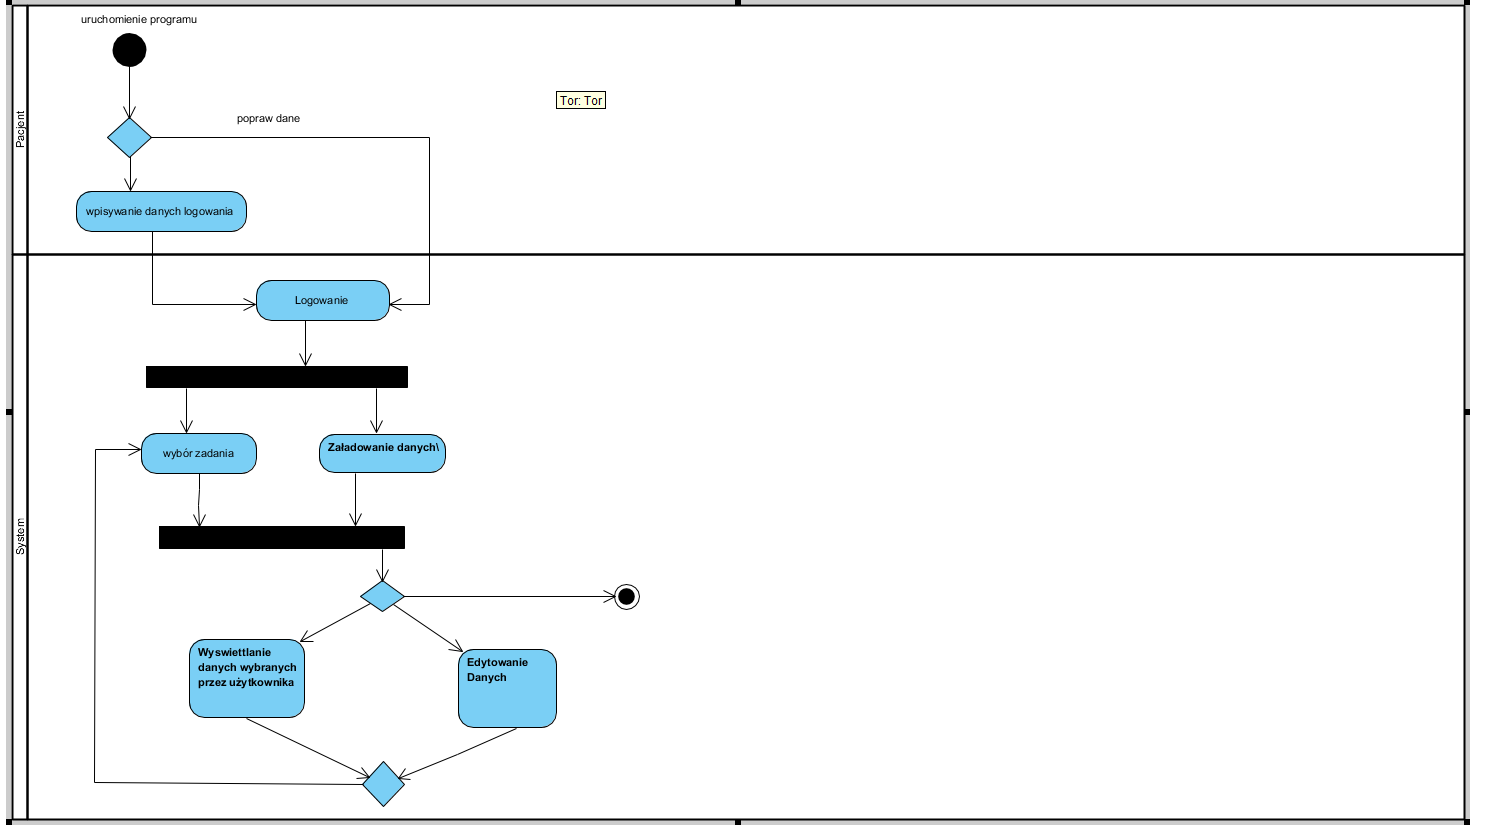 uruchomienie programu
Tor: Tor
popraw dane
Pacjent
wpisywanie danych logowania
Logowanie
wybór zadania
Załadowanie danych\
System
Wyswiettlanie
danych wybranych
przez użytkownika
Edytowanie
Danych